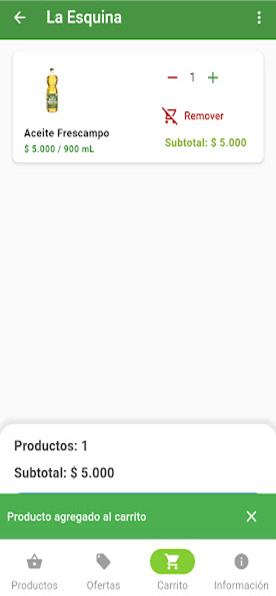 La Esquina
1
Aceite Frescampo
$ 5.000 / 900 mL
Remover
Subtotal: $ 5.000
Productos: 1
Subtotal: $ 5.000
Producto agregado al carrito
Productos
Ofertas
Carrito
Información